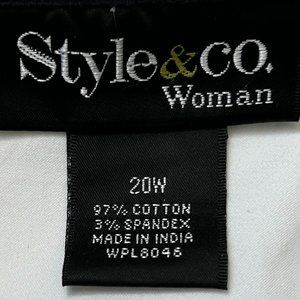 Style&co.
Woman
20W
97% COTTON
3% SPANDEX
MADE IN INDIA
WPL8046